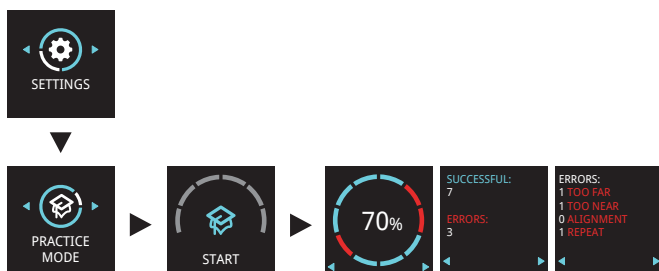 SETTINGS
PRACTICE
MODE
START
70%
SUCCESSFUL:
7
ERRORS:
3
ERRORS:
1 TOO FAR
1 TOO NEAR
0 ALIGNMENT
1 REPEAT